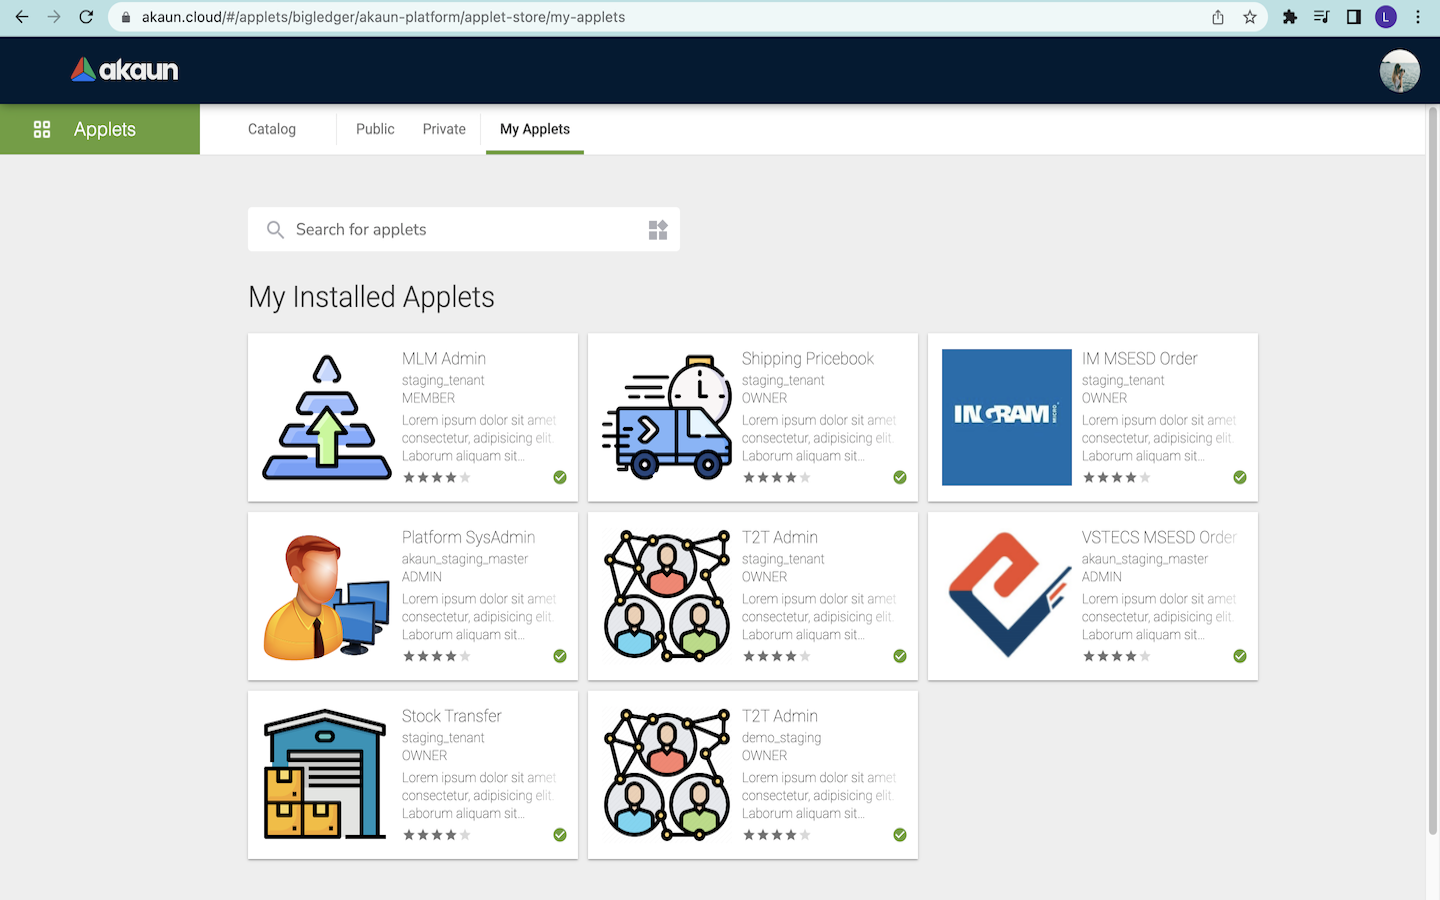 akaun.cloud/#/applets/bigledger/akaun-platform/applet-store/my-applets
L
akaun
Applets
Catalog
Public
Private
My Applets
Search for applets
My Installed Applets
MLM Admin
staging_tenant
MEMBER
Lorem ipsum dolor sit amet
consectetur, adipisicing elit.
Laborum aliquam sit...
Shipping Pricebook
staging_tenant
OWNER
Lorem ipsum dolor sit amet
consectetur, adipisicing elit.
Laborum aliquam sit...
INGRAM
MICRO
IM MSESD Order
staging_tenant
OWNER
Lorem ipsum dolor sit amet
consectetur, adipisicing elit.
Laborum aliquam sit...
Platform SysAdmin
akaun_staging_master
ADMIN
Lorem ipsum dolor sit amet
consectetur, adipisicing elit.
Laborum aliquam sit...
T2T Admin
staging_tenant
OWNER
Lorem ipsum dolor sit amet
consectetur, adipisicing elit.
Laborum aliquam sit...
VSTECS MSESD Order
akaun_staging_master
ADMIN
Lorem ipsum dolor sit amet
consectetur, adipisicing elit.
Laborum aliquam sit...
Stock Transfer
staging_tenant
OWNER
Lorem ipsum dolor sit amet
consectetur, adipisicing elit.
Laborum aliquam sit...
T2T Admin
demo_staging
OWNER
Lorem ipsum dolor sit amet
consectetur, adipisicing elit.
Laborum aliquam sit...